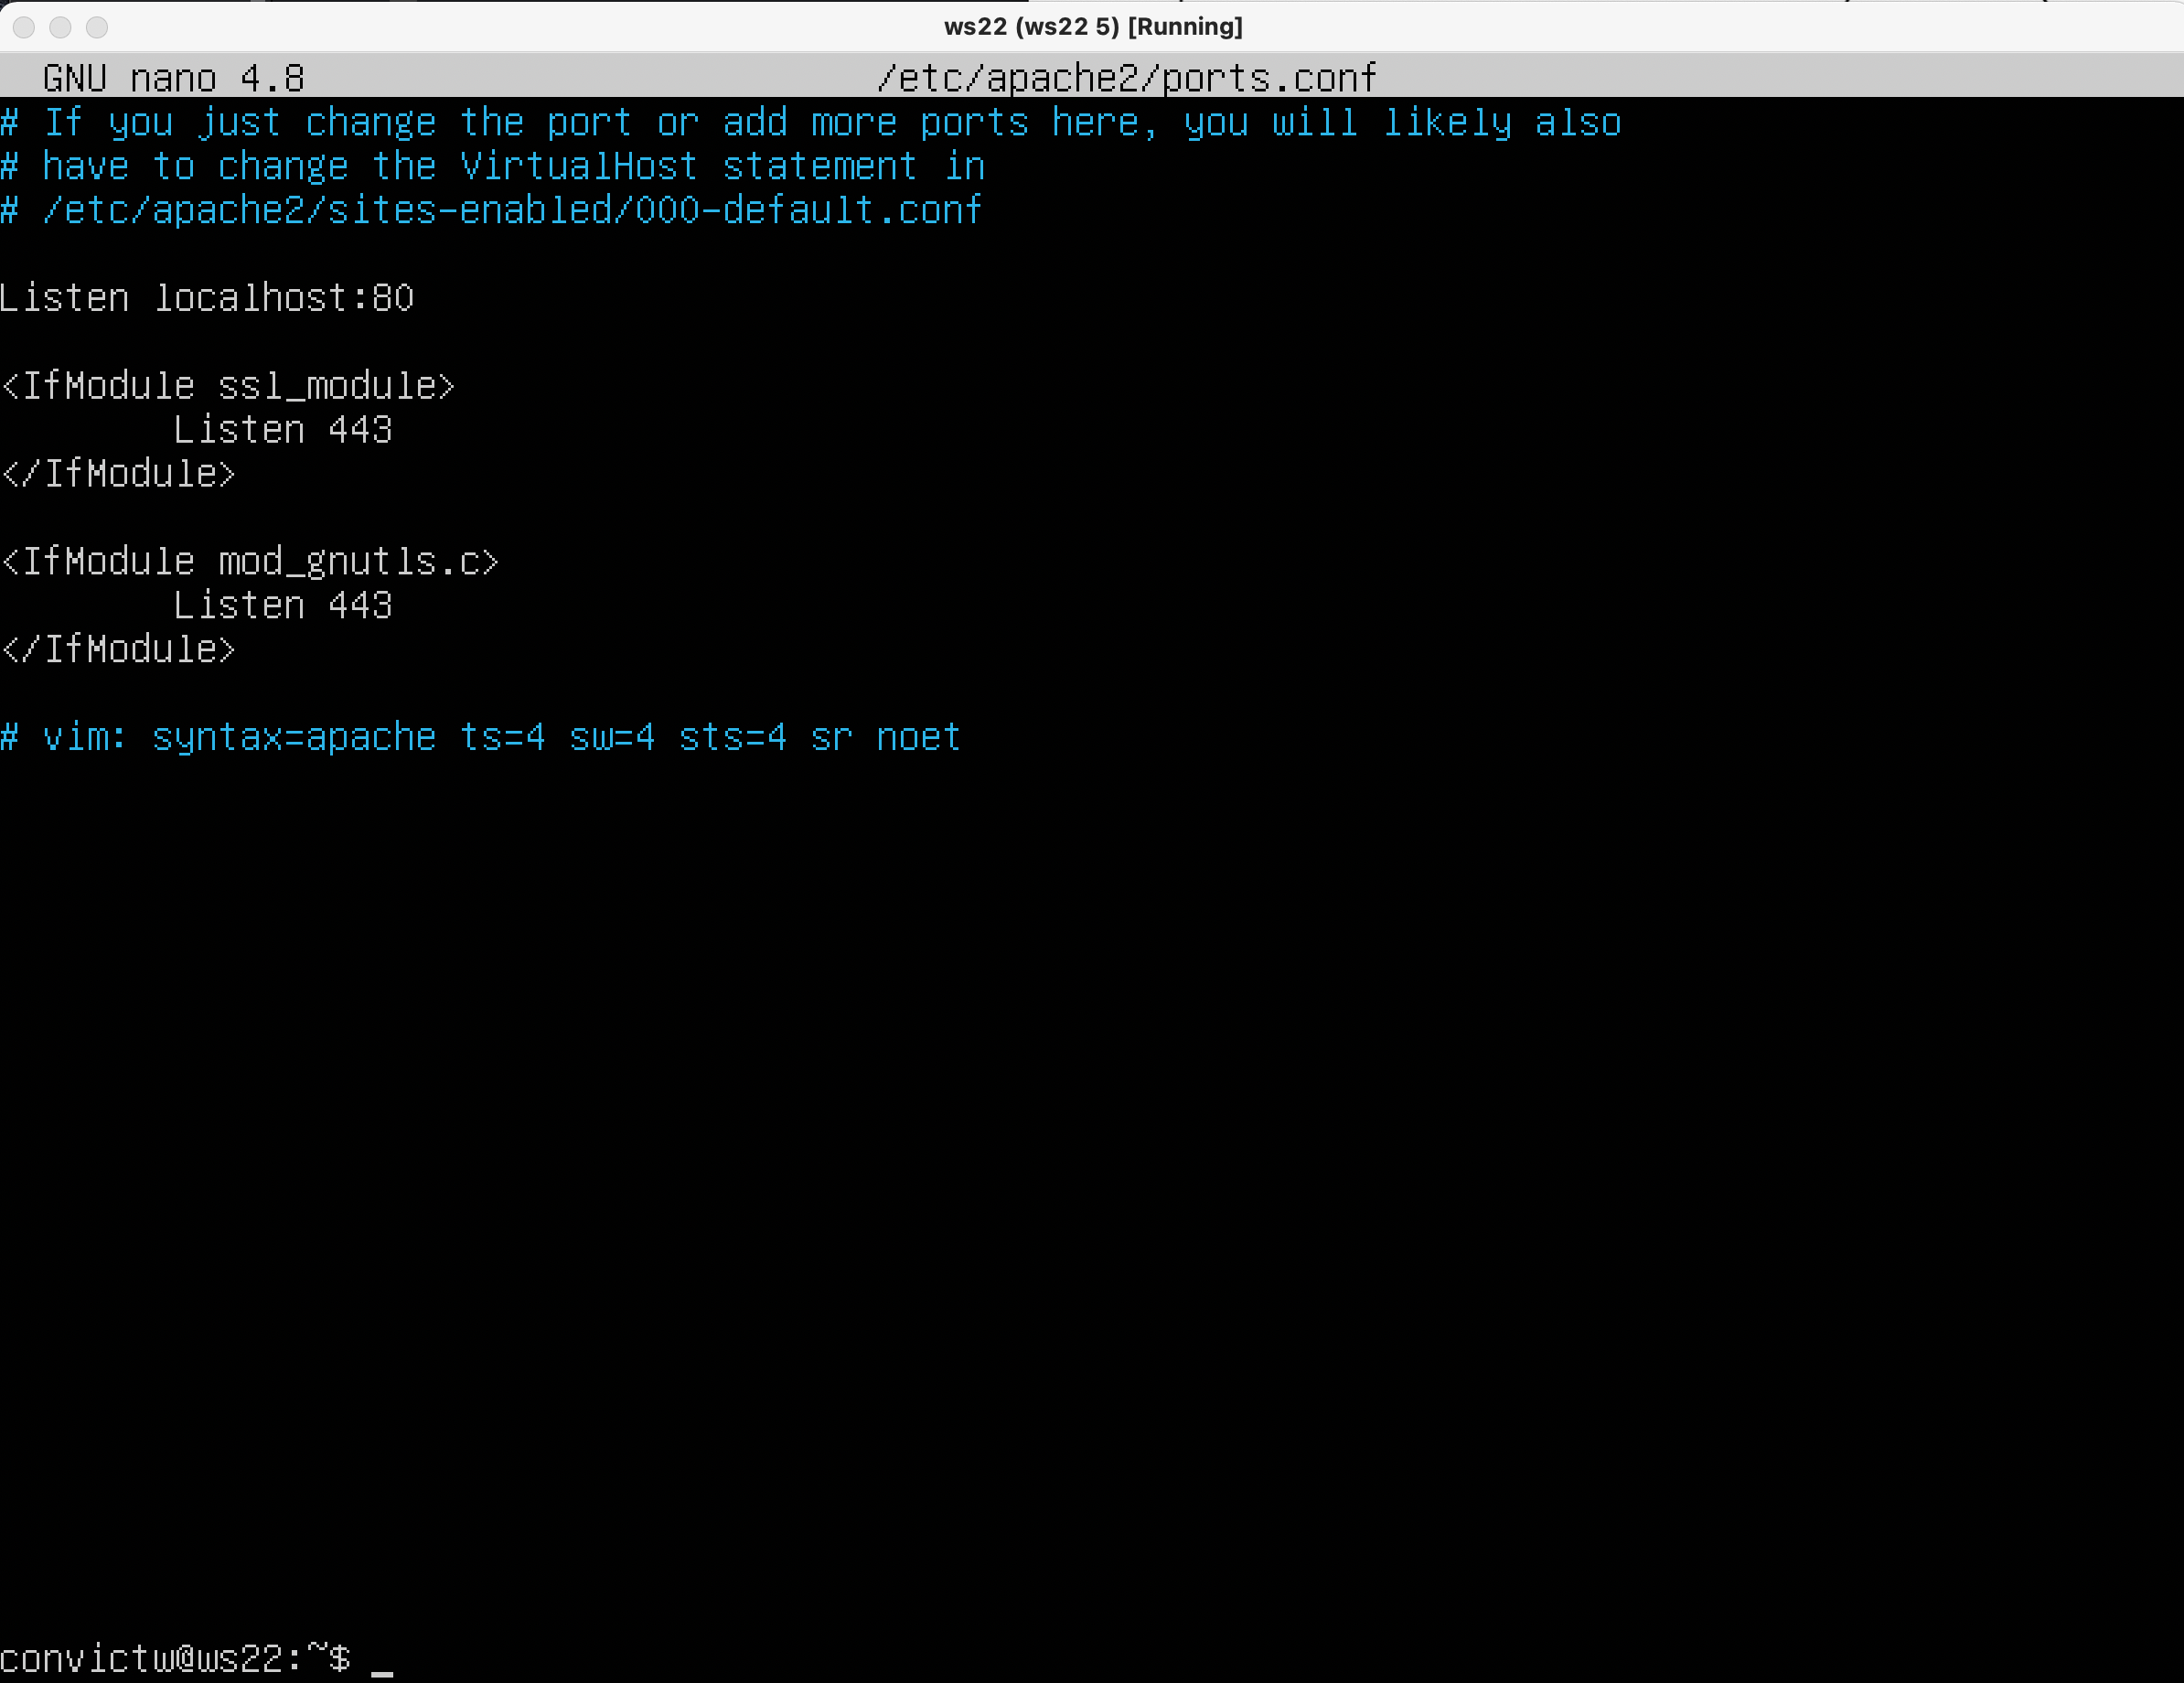 ws22 (ws22 5) [Running]
GNU nano 4.8 /etc/apache2/ports.conf
# If you just change the port or add more ports here, you will likely also
# have to change the VirtualHost statement in
# /etc/apache2/sites-enabled/000-default.conf
Listen localhost:80
<IfModule ssl_module>
Listen 443
</IfModule>
<IfModule mod_gnutls.c>
Listen 443
</IfModule>
# vim: syntax=apache ts=4 sw=4 sts=4 sr noet
convictw@ws22:~$ _